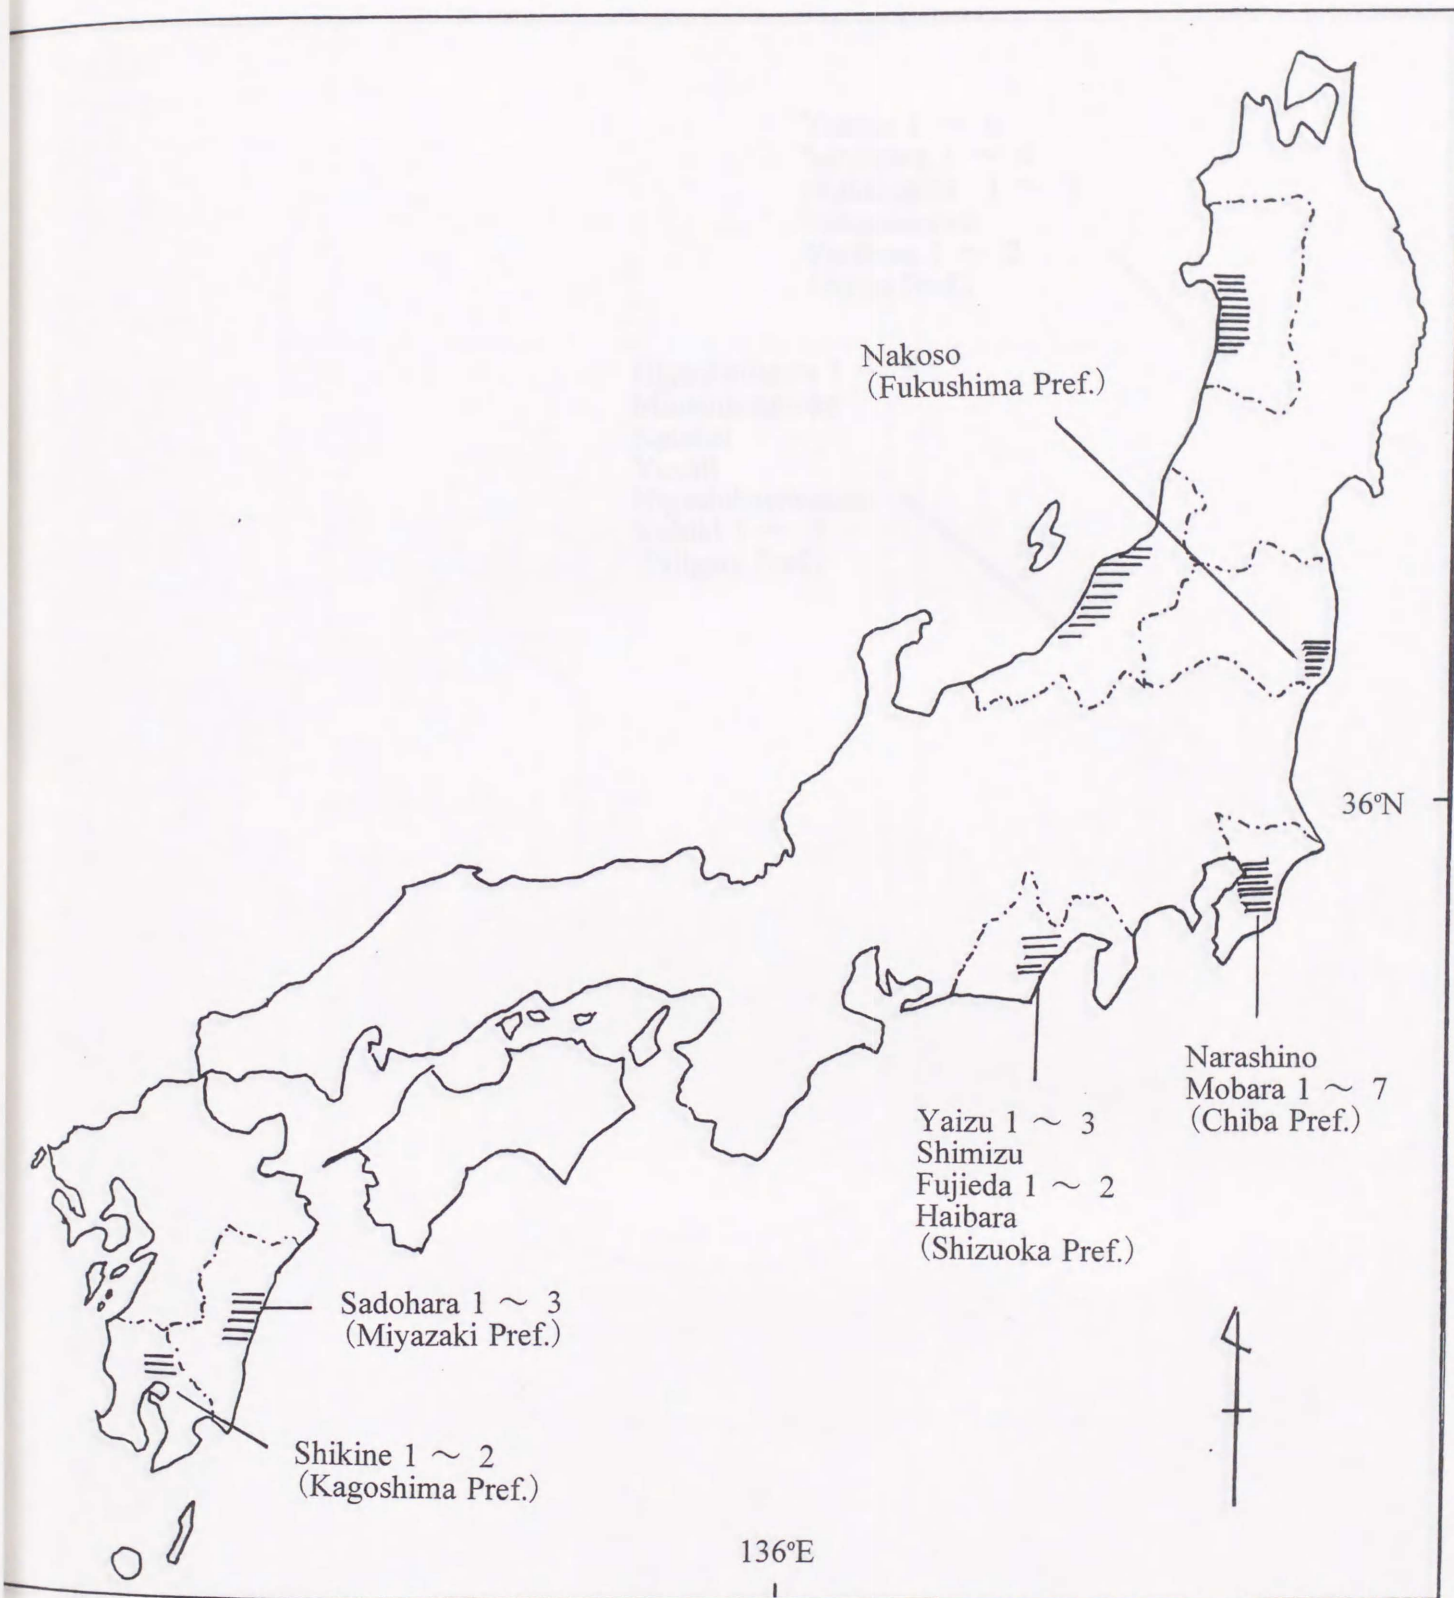 Nakoso
(Fukushima Pref.)
36°N
Narashino
Mobara 1 ～ 7
(Chiba Pref.)
Yaizu 1 ～ 3
Shimizu
Fujieda 1 ～ 2
Haibara
(Shizuoka Pref.)
Sadohara 1 ～ 3
(Miyazaki Pref.)
Shikine 1 ～ 2
(Kagoshima Pref.)
136°E